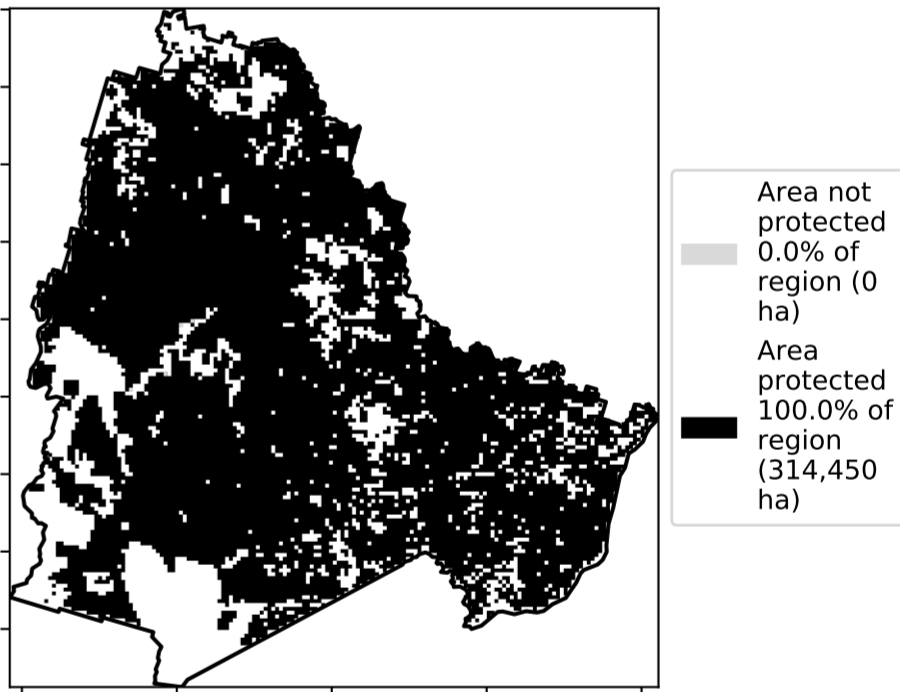 Area not
protected
0.0% of
region (0
ha)
Area
protected
100.0% of
region
(314,450
ha)